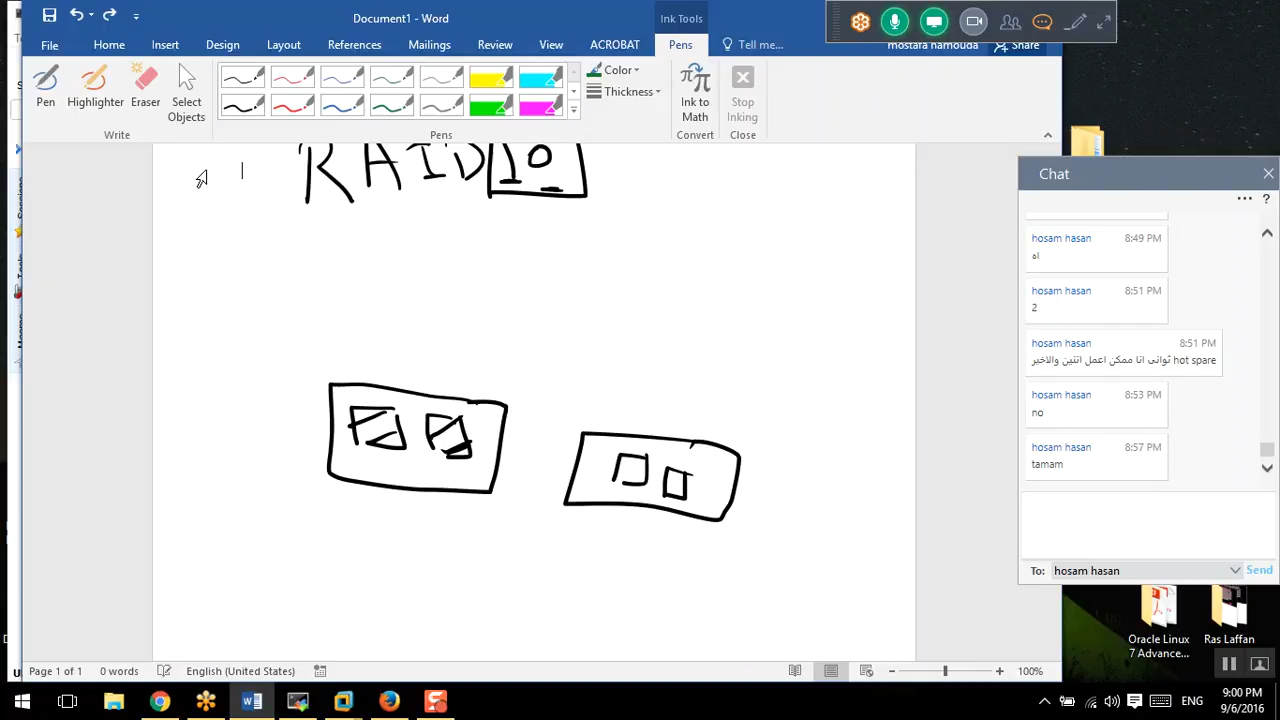 Document1 - Word
Ink Tools
File
Home
Insert
Design
Layout
References
Mailings
Review
View
ACROBAT
Pens
Tell me...
mostafa hamouda
Share
Pen
Highlighter
Eraser
Select
Objects
Color
Thickness
Ink to
Math
Stop
Inking
Write
Pens
Convert
Close
RAID 10
Chat
hosam hasan 8:49 PM
اه
hosam hasan 8:51 PM
2
hosam hasan 8:51 PM
ثوانى انا ممكن اعمل اتنين والاخير hot spare
hosam hasan 8:53 PM
no
hosam hasan 8:57 PM
tamam
To: hosam hasan
Send
Oracle Linux
7 Advance...
Ras Laffan
Page 1 of 1
0 words
English (United States)
100%
ENG
9:00 PM
9/6/2016